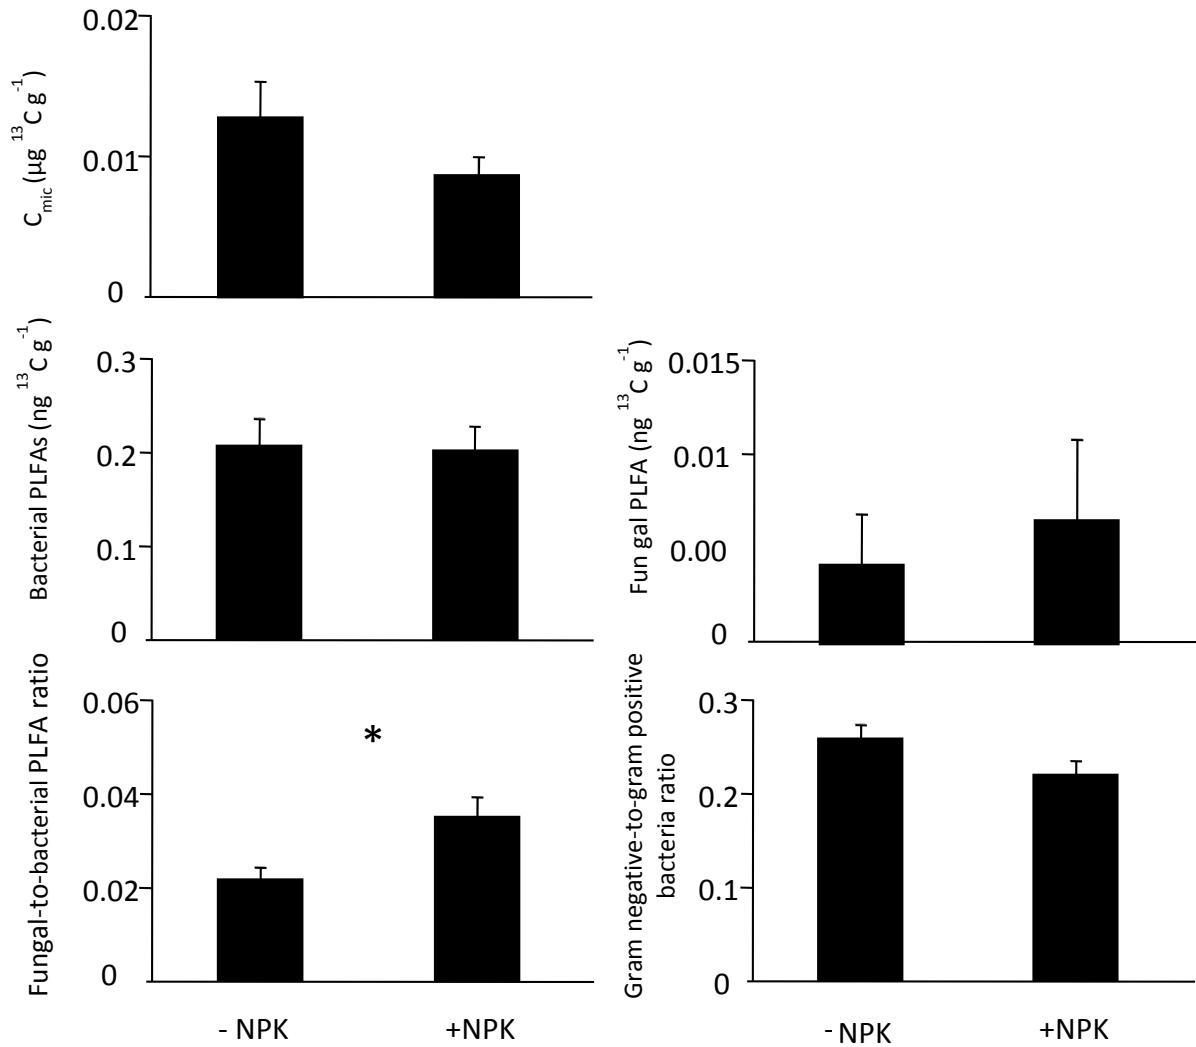 C_mic (µg ¹³C g⁻¹)
0.02
0.01
0
Bacterial PLFAs (ng ¹³C g⁻¹)
0.3
0.2
0.1
0
Fun gal PLFA (ng ¹³C g⁻¹)
0.015
0.01
0.00
0
Fungal-to-bacterial PLFA ratio
0.06
0.04
0.02
0
*
- NPK
+NPK
Gram negative-to-gram positive
bacteria ratio
0.3
0.2
0.1
0
- NPK
+NPK